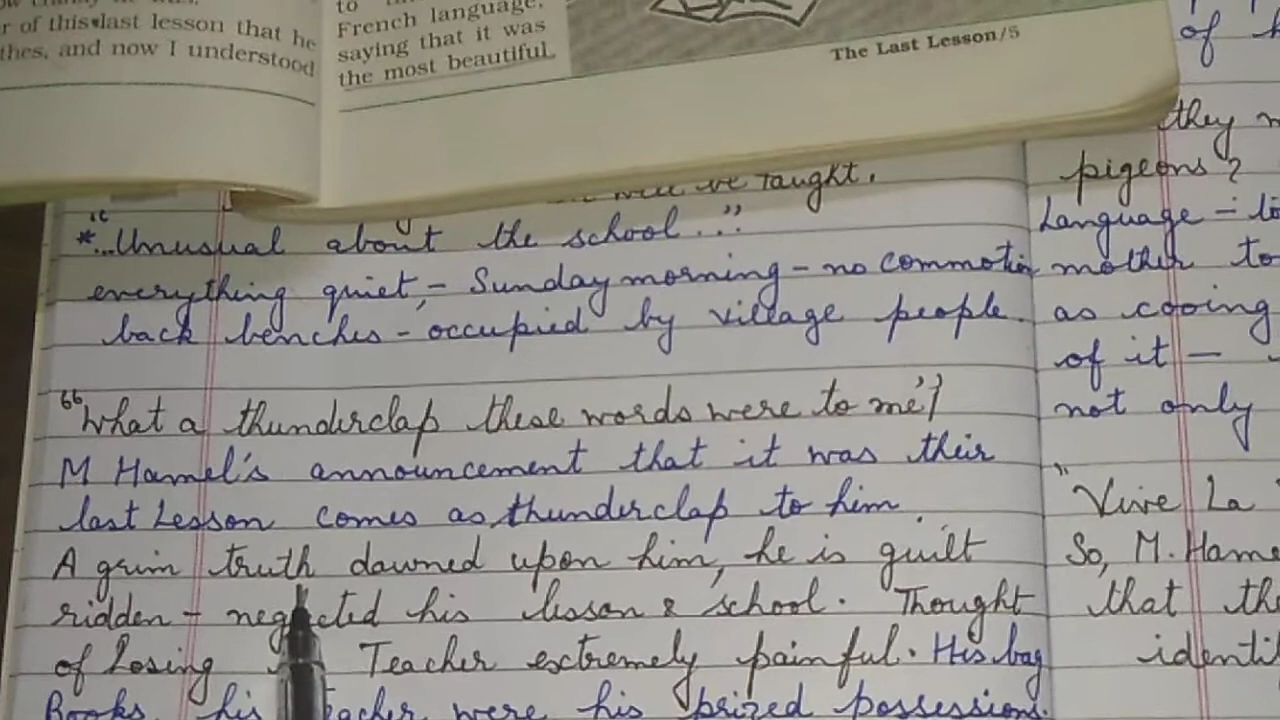 r of this last lesson that he
thes, and now I understood
to
French language,
saying that it was
the most beautiful.
The Last Lesson/5
taught.
"
*...Unusual about the school..."
everything quiet, - Sunday morning - no commotion
back benches - occupied by village people.
"What a thunderclap these words were to me"!
M Hamel's announcement that it was their
last Lesson comes as thunderclap to him.
A grim truth dawned upon him, he is guilt
ridden - neglected his lesson & school. Thought
of Losing Teacher extremely painful. His bag
Books, his teacher were his prized possessions.
of
they
pigeons?
Language -
mother to
as cooing
of it -
not only
"Vive La
So, M. Hame
that
identi